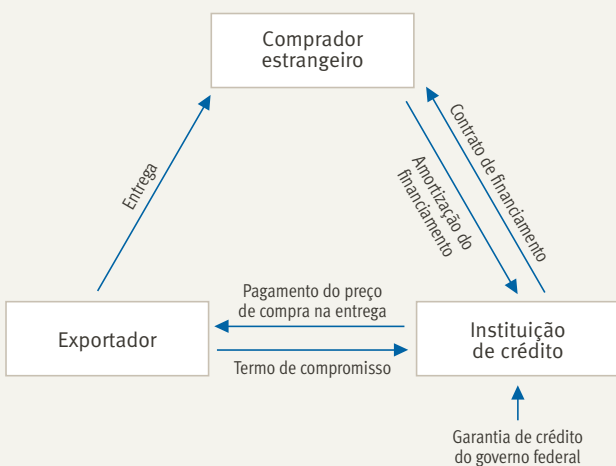 Comprador
estrangeiro
Entrega
Contrato de financiamento
Amortização do
financiamento
Pagamento do preço
de compra na entrega
Exportador
Instituição
de crédito
Termo de compromisso
Garantia de crédito
do governo federal